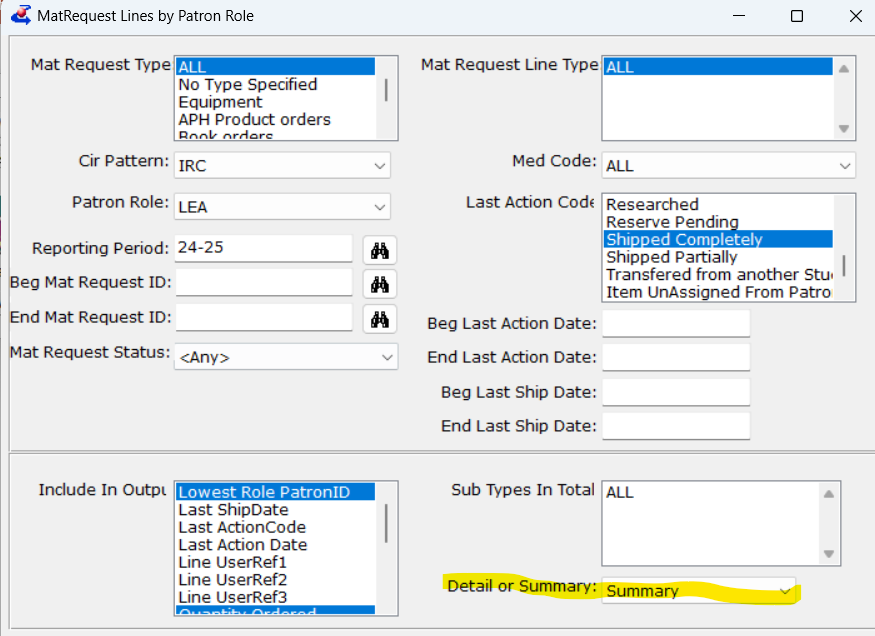 MatRequest Lines by Patron Role
Mat Request Type
ALL
No Type Specified
Equipment
APH Product orders
Book orders
Mat Request Line Type
ALL
Cir Pattern: IRC
Med Code: ALL
Patron Role: LEA
Last Action Code
Researched
Reserve Pending
Shipped Completely
Shipped Partially
Transfered from another Stu
Item UnAssigned From Patro
Reporting Period: 24-25
Beg Mat Request ID:
End Mat Request ID:
Mat Request Status: <Any>
Beg Last Action Date:
End Last Action Date:
Beg Last Ship Date:
End Last Ship Date:
Include In Outpu
Lowest Role PatronID
Last ShipDate
Last ActionCode
Last Action Date
Line UserRef1
Line UserRef2
Line UserRef3
Quantity Ordered
Sub Types In Total
ALL
Detail or Summary: Summary